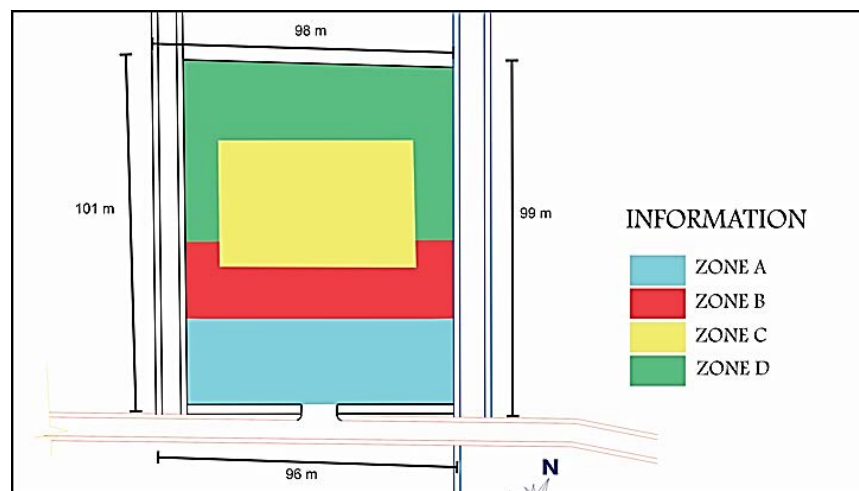 98 m
101 m
99 m
INFORMATION
ZONE A
ZONE B
ZONE C
ZONE D
96 m
N